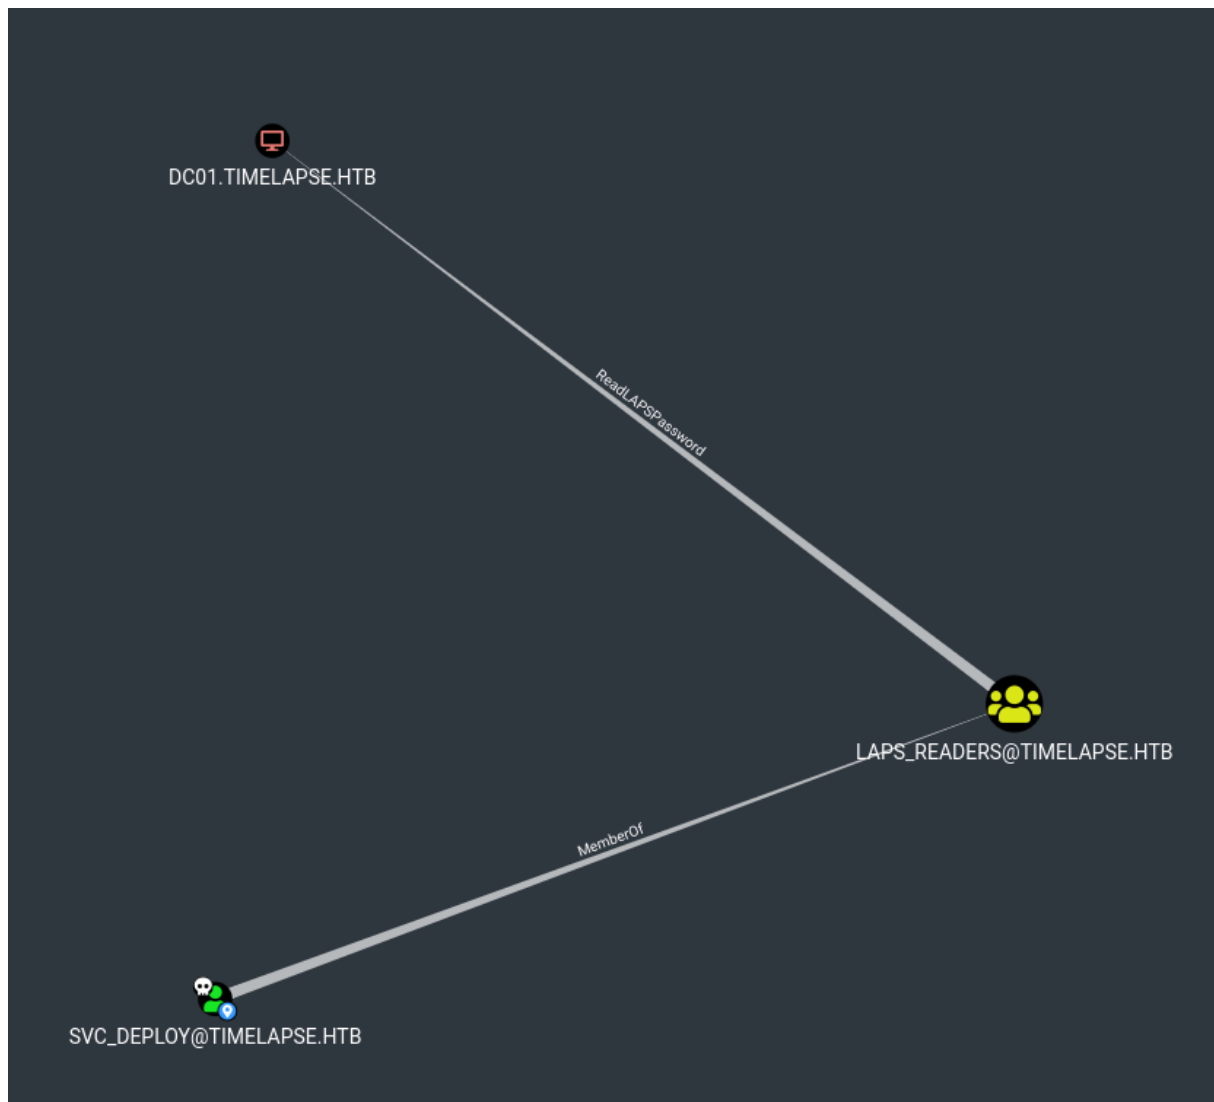 DC01.TIMELAPSE.HTB
ReadLAPSPassword
LAPS_READERS@TIMELAPSE.HTB
MemberOf
SVC_DEPLOY@TIMELAPSE.HTB